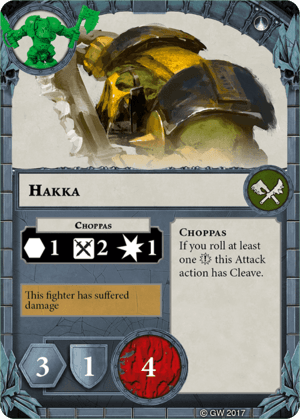 HAKKA
CHOPPAS
1 2 1
CHOPPAS
If you roll at least
one this Attack
action has Cleave.
This fighter has suffered
damage
3 1 4
© GW 2017